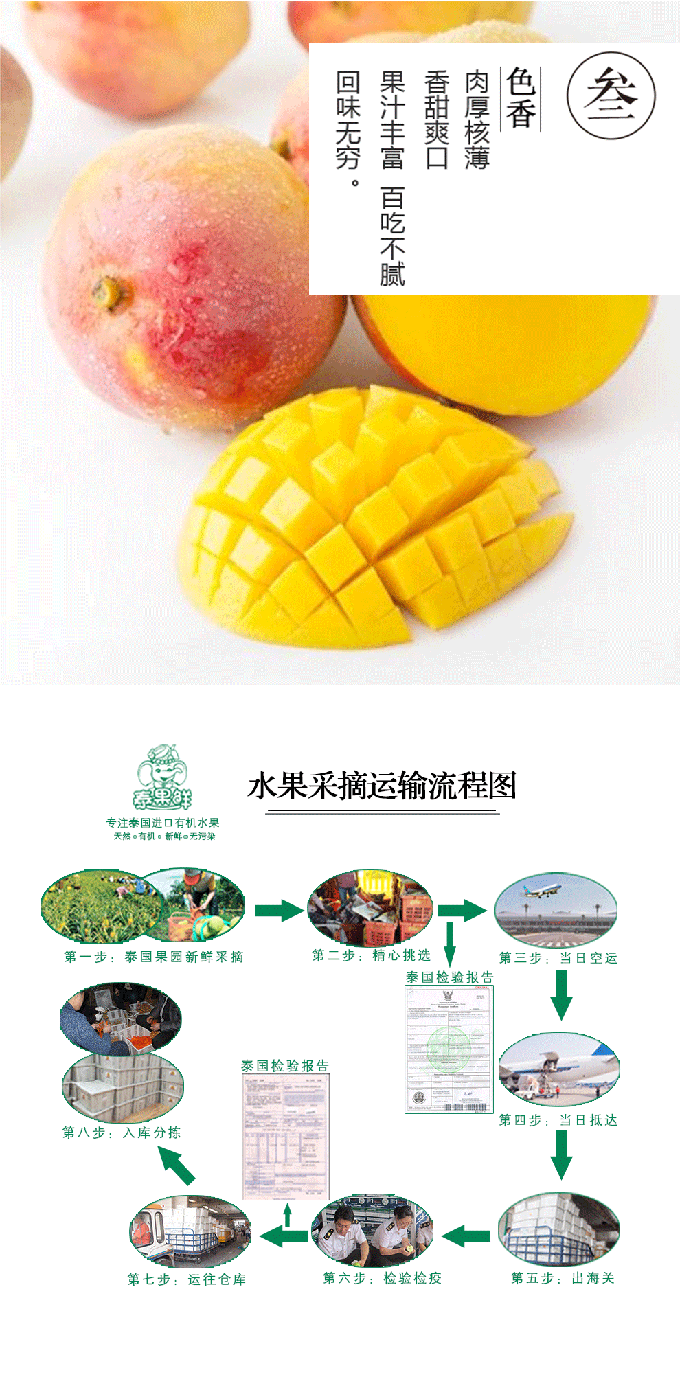 叁
色香
肉厚核薄
香甜爽口
果汁丰富 百吃不腻
回味无穷。
泰果鲜
专注泰国进口有机水果
天然 有机 新鲜 无污染
水果采摘运输流程图
第一步：泰国果园新鲜采摘
第二步：精心挑选
第三步：当日空运
泰国检验报告
第四步：当日抵达
第五步：出海关
第六步：检验检疫
泰国检验报告
第七步：运往仓库
第八步：入库分拣